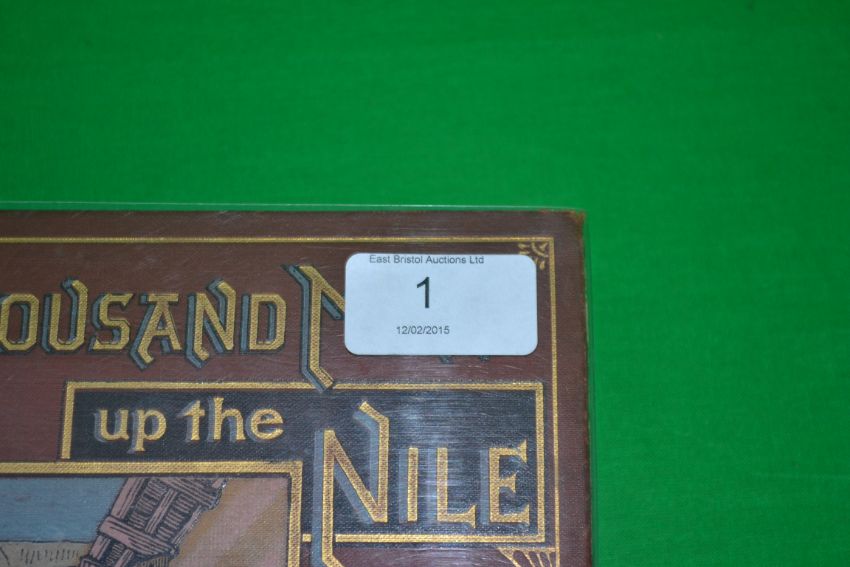 East Bristol Auctions Ltd
1
12/02/2015
OUSAND
up the
NILE